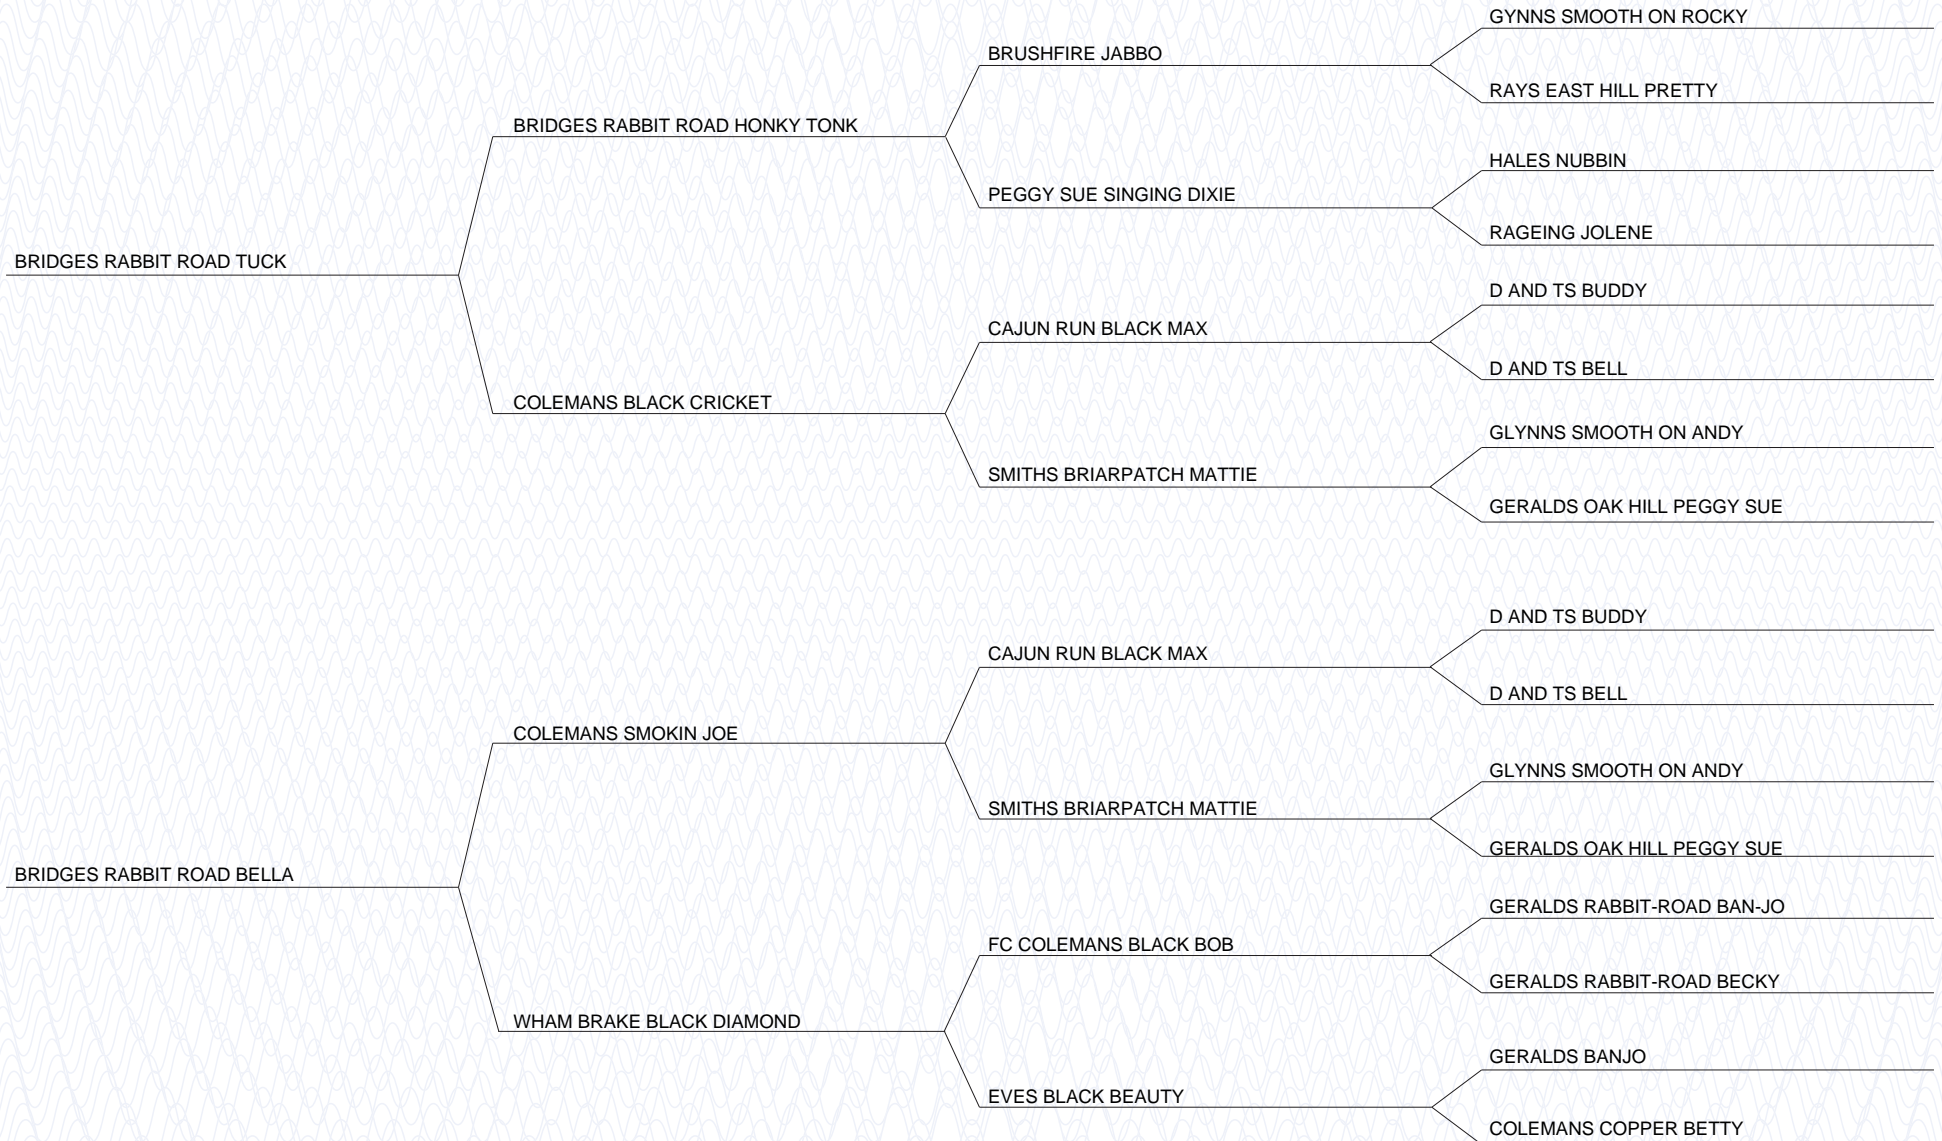 GYNNS SMOOTH ON ROCKY
BRUSHFIRE JABBO
RAYS EAST HILL PRETTY
BRIDGES RABBIT ROAD HONKY TONK
HALES NUBBIN
PEGGY SUE SINGING DIXIE
RAGEING JOLENE
BRIDGES RABBIT ROAD TUCK
D AND TS BUDDY
CAJUN RUN BLACK MAX
D AND TS BELL
COLEMANS BLACK CRICKET
GLYNNS SMOOTH ON ANDY
SMITHS BRIARPATCH MATTIE
GERALDS OAK HILL PEGGY SUE
D AND TS BUDDY
CAJUN RUN BLACK MAX
D AND TS BELL
COLEMANS SMOKIN JOE
GLYNNS SMOOTH ON ANDY
SMITHS BRIARPATCH MATTIE
GERALDS OAK HILL PEGGY SUE
BRIDGES RABBIT ROAD BELLA
GERALDS RABBIT-ROAD BAN-JO
FC COLEMANS BLACK BOB
GERALDS RABBIT-ROAD BECKY
WHAM BRAKE BLACK DIAMOND
GERALDS BANJO
EVES BLACK BEAUTY
COLEMANS COPPER BETTY